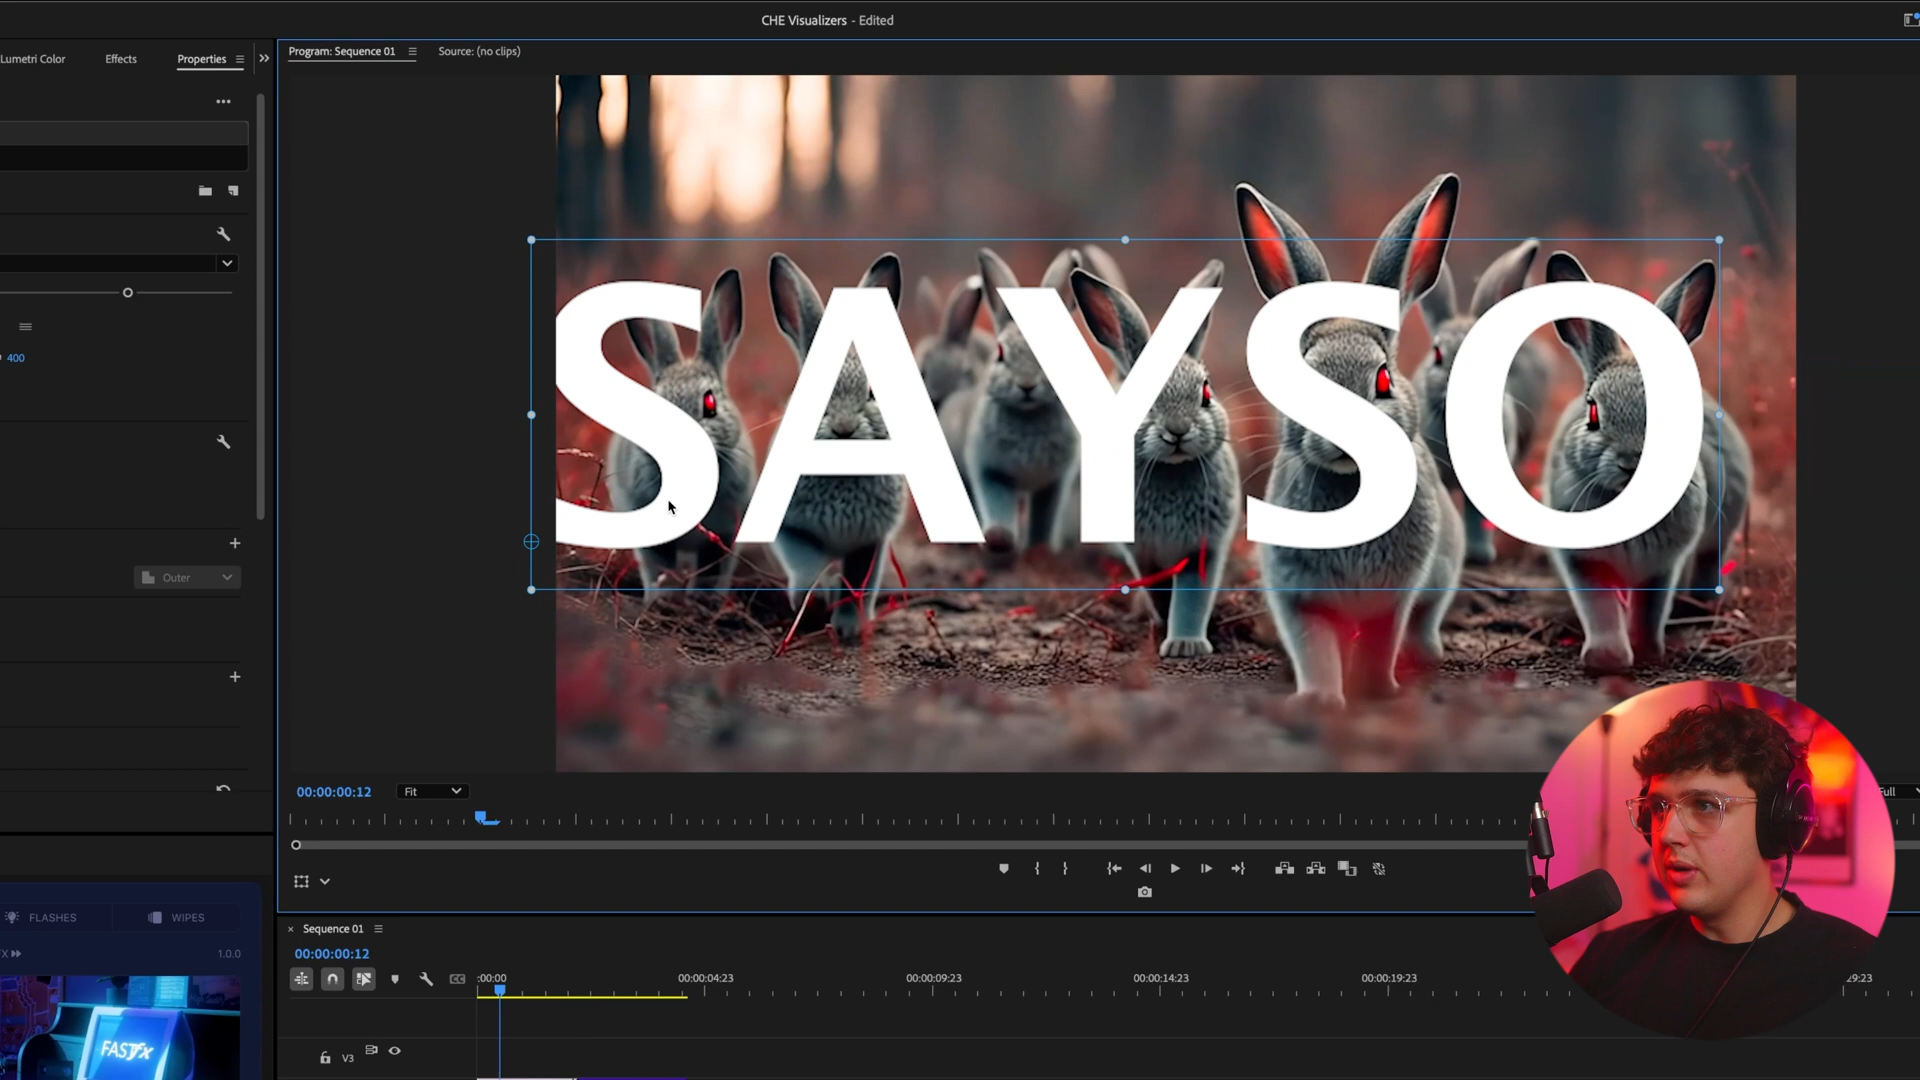 CHE Visualizers - Edited
Lumetri Color
Effects
Properties
Program: Sequence 01
Source: (no clips)
400
Outer
SAYSO
00:00:00:12
Fit
Full
FLASHES
WIPES
1.0.0
FASTFX
Sequence 01
00:00:00:12
:00:00
00:00:04:23
00:00:09:23
00:00:14:23
00:00:19:23
29:23
V3